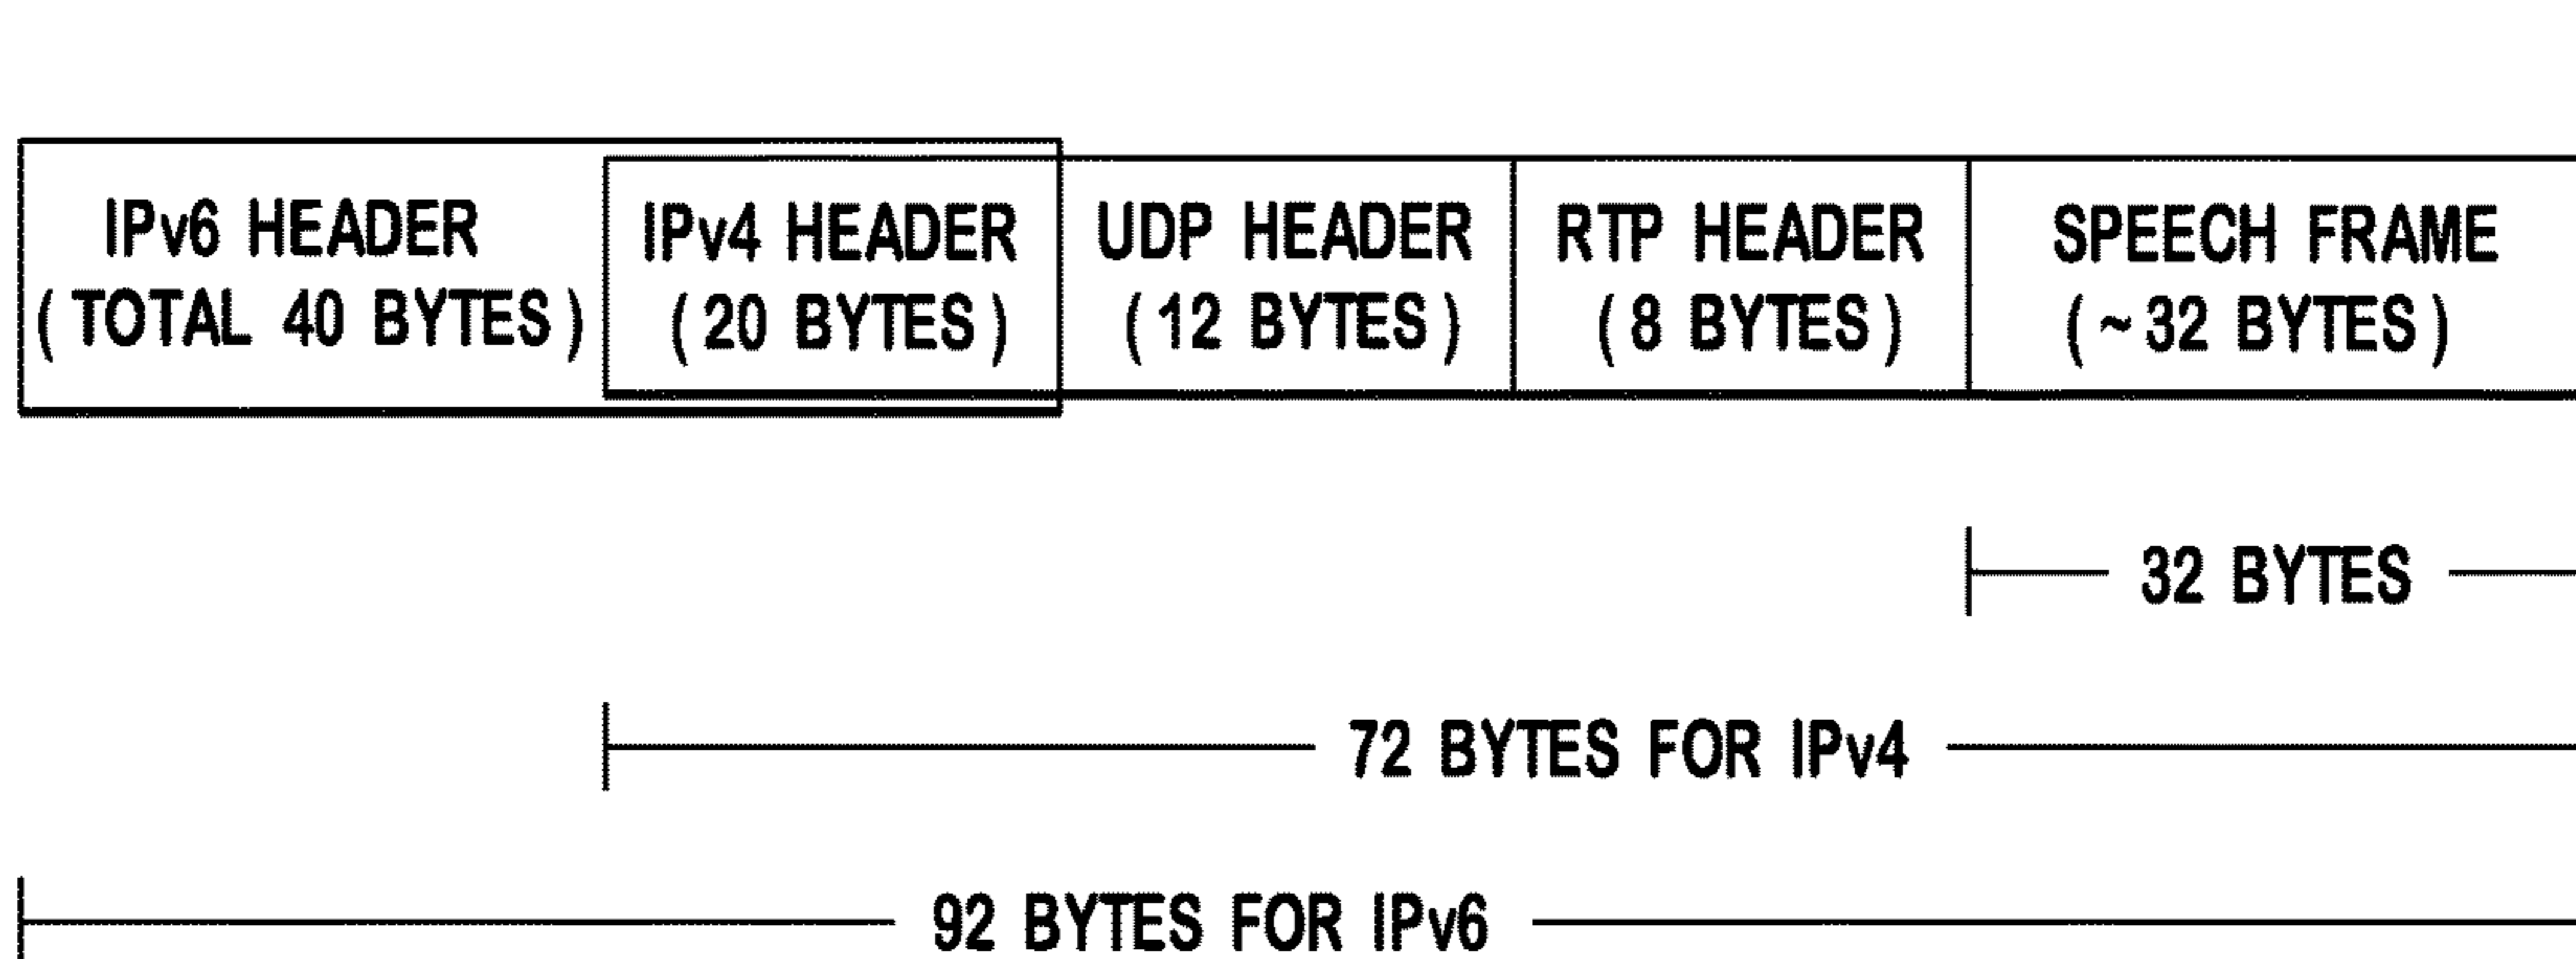 IPv6 HEADER
(TOTAL 40 BYTES)
IPv4 HEADER
(20 BYTES)
UDP HEADER
(12 BYTES)
RTP HEADER
(8 BYTES)
SPEECH FRAME
(~32 BYTES)
32 BYTES
72 BYTES FOR IPv4
92 BYTES FOR IPv6